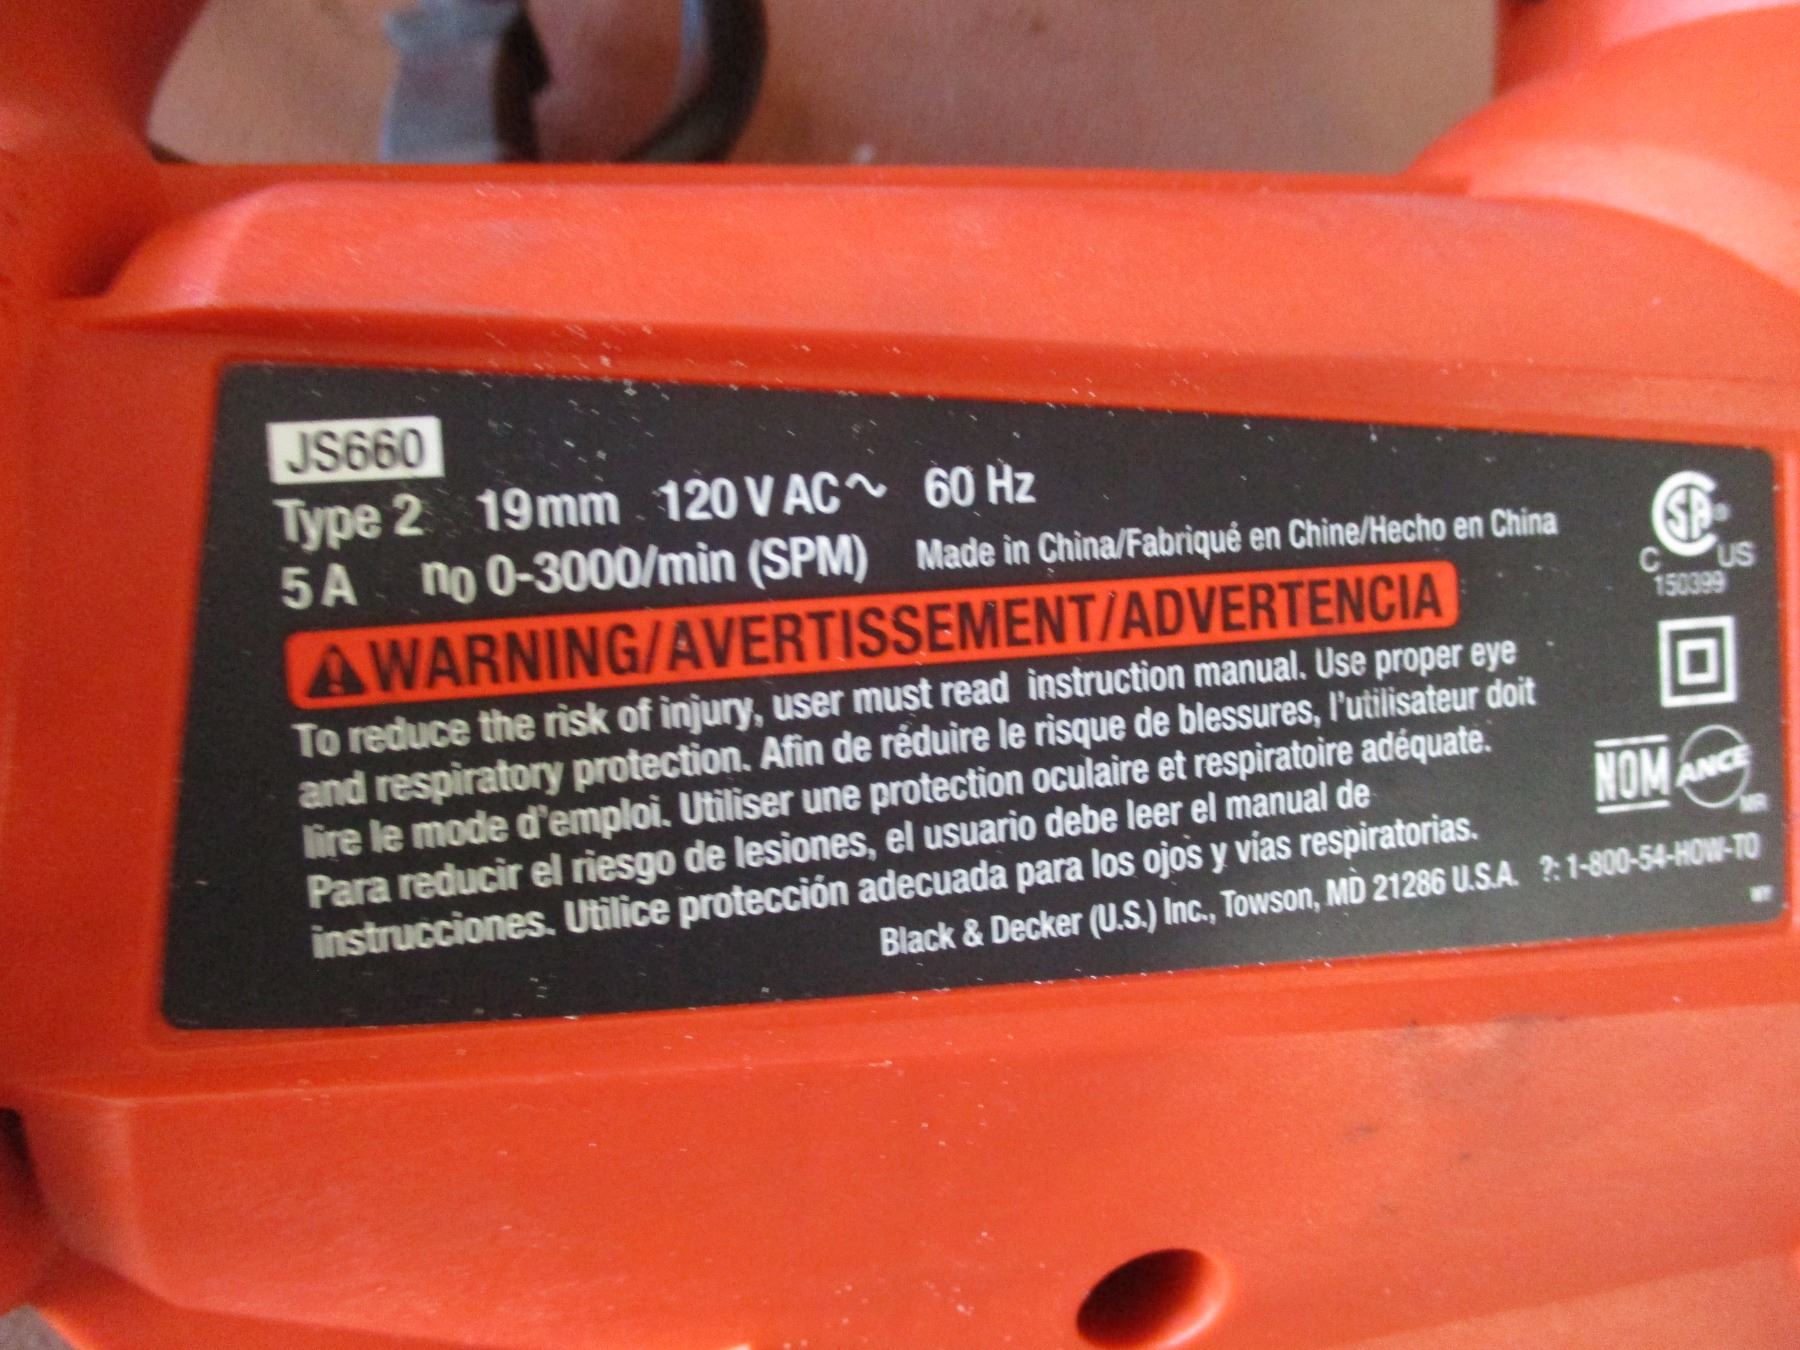 JS660
Type 2 19mm 120 V AC ~ 60 Hz
5 A n0 0-3000/min (SPM) Made in China/Fabriqué en Chine/Hecho en China
WARNING/AVERTISSEMENT/ADVERTENCIA
To reduce the risk of injury, user must read instruction manual. Use proper eye
and respiratory protection. Afin de réduire le risque de blessures, l'utilisateur doit
lire le mode d'emploi. Utiliser une protection oculaire et respiratoire adéquate.
Para reducir el riesgo de lesiones, el usuario debe leer el manual de
instrucciones. Utilice protección adecuada para los ojos y vías respiratorias.
Black & Decker (U.S.) Inc., Towson, MD 21286 U.S.A. ?: 1-800-54-HOW-TO
SA ®
C US
150399
NOM ANCE
MR